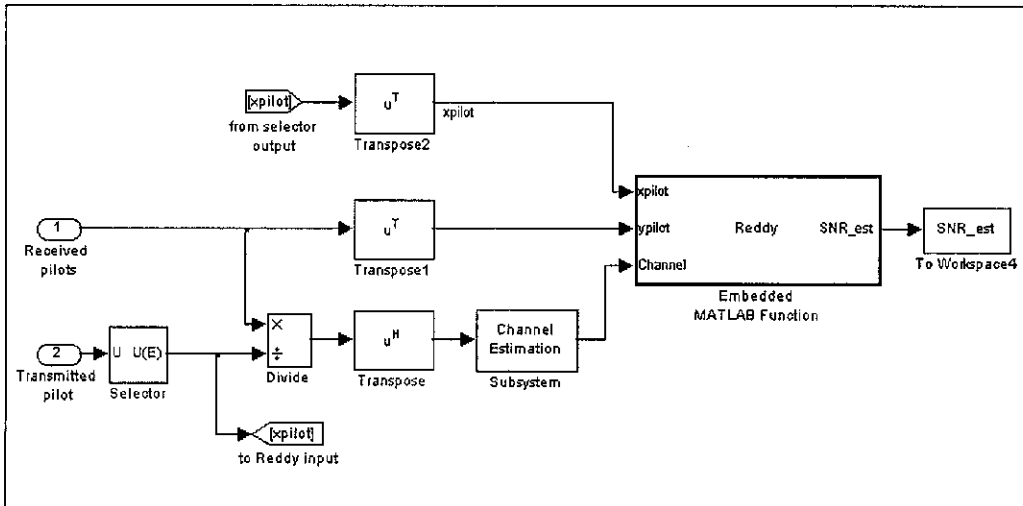 [xpilot]
from selector
output
u^T
Transpose2
xpilot
1
Received
pilots
u^T
Transpose1
xpilot
ypilot
Channel
Reddy
SNR_est
Embedded
MATLAB Function
SNR_est
To Workspace4
2
Transmitted
pilot
U U(E)
Selector
×
÷
Divide
u^H
Transpose
Channel
Estimation
Subsystem
[xpilot]
to Reddy input